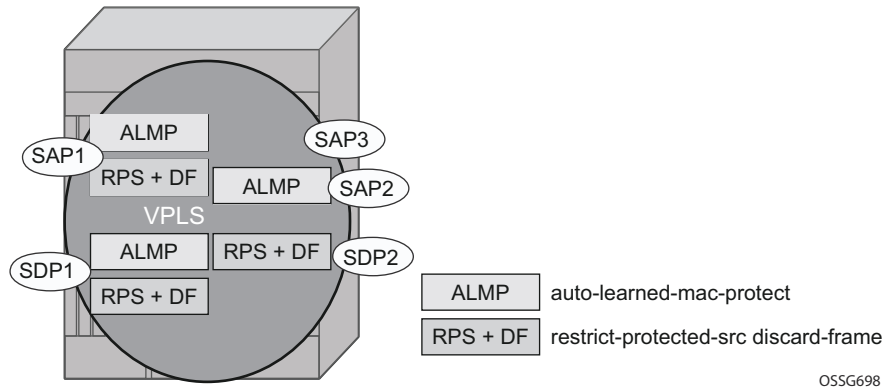 ALMP
SAP3
SAP1
RPS + DF
ALMP
SAP2
VPLS
ALMP
RPS + DF
SDP2
SDP1
RPS + DF
ALMP auto-learned-mac-protect
RPS + DF restrict-protected-src discard-frame
OSSG698